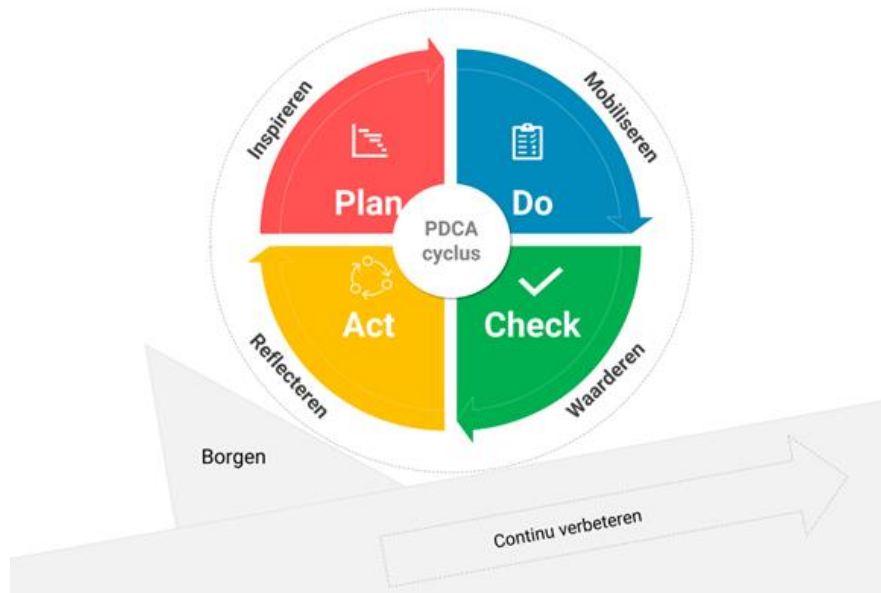 Inspireren
Mobiliseren
Plan
Do
PDCA
cyclus
Act
Check
Reflecteren
Waarderen
Borgen
Continu verbeteren